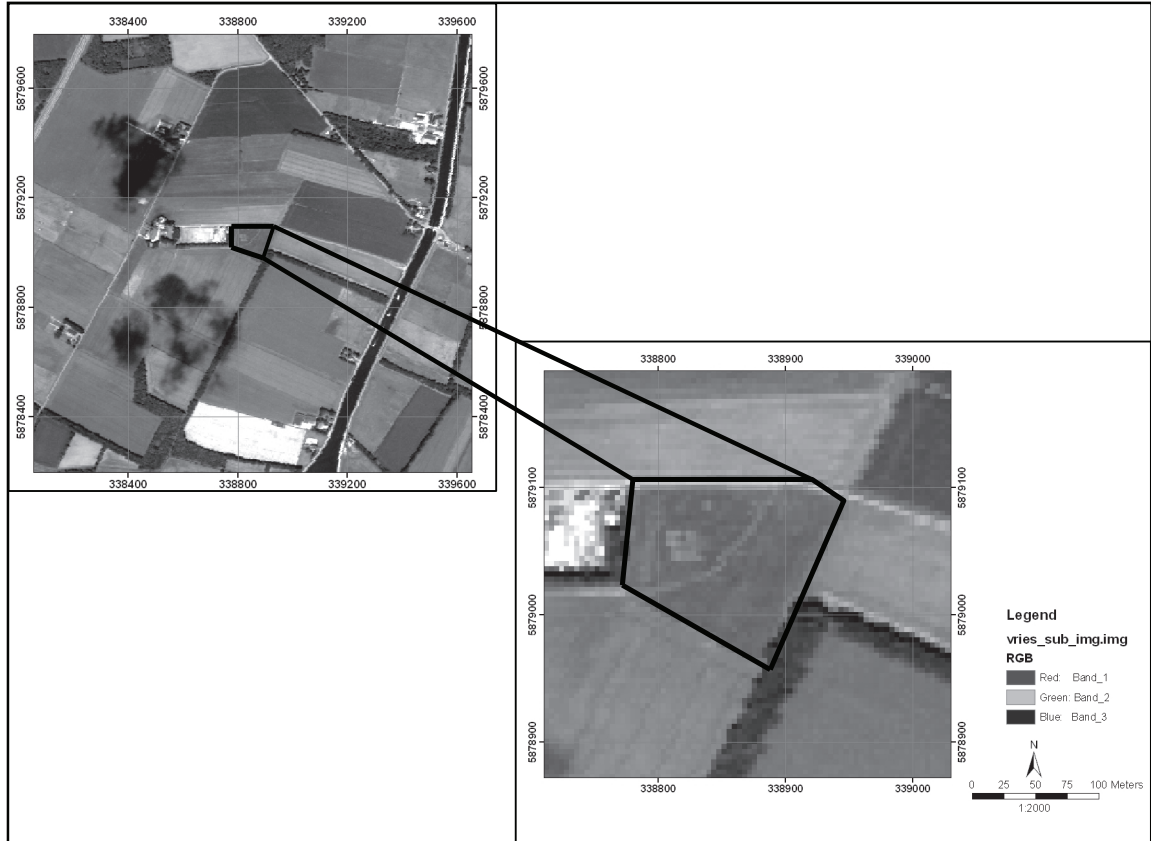 338400 338800 339200 339600
5879600 5879600
5879200 5879200
5878800 5878800
5878400 5878400
338400 338800 339200 339600
338800 338900 339000
5879100 5879100
5879000 5879000
5878900 5878900
338800 338900 339000
Legend
vries_sub_img.img
RGB
Red: Band_1
Green: Band_2
Blue: Band_3
N
0 25 50 75 100 Meters
1:2000